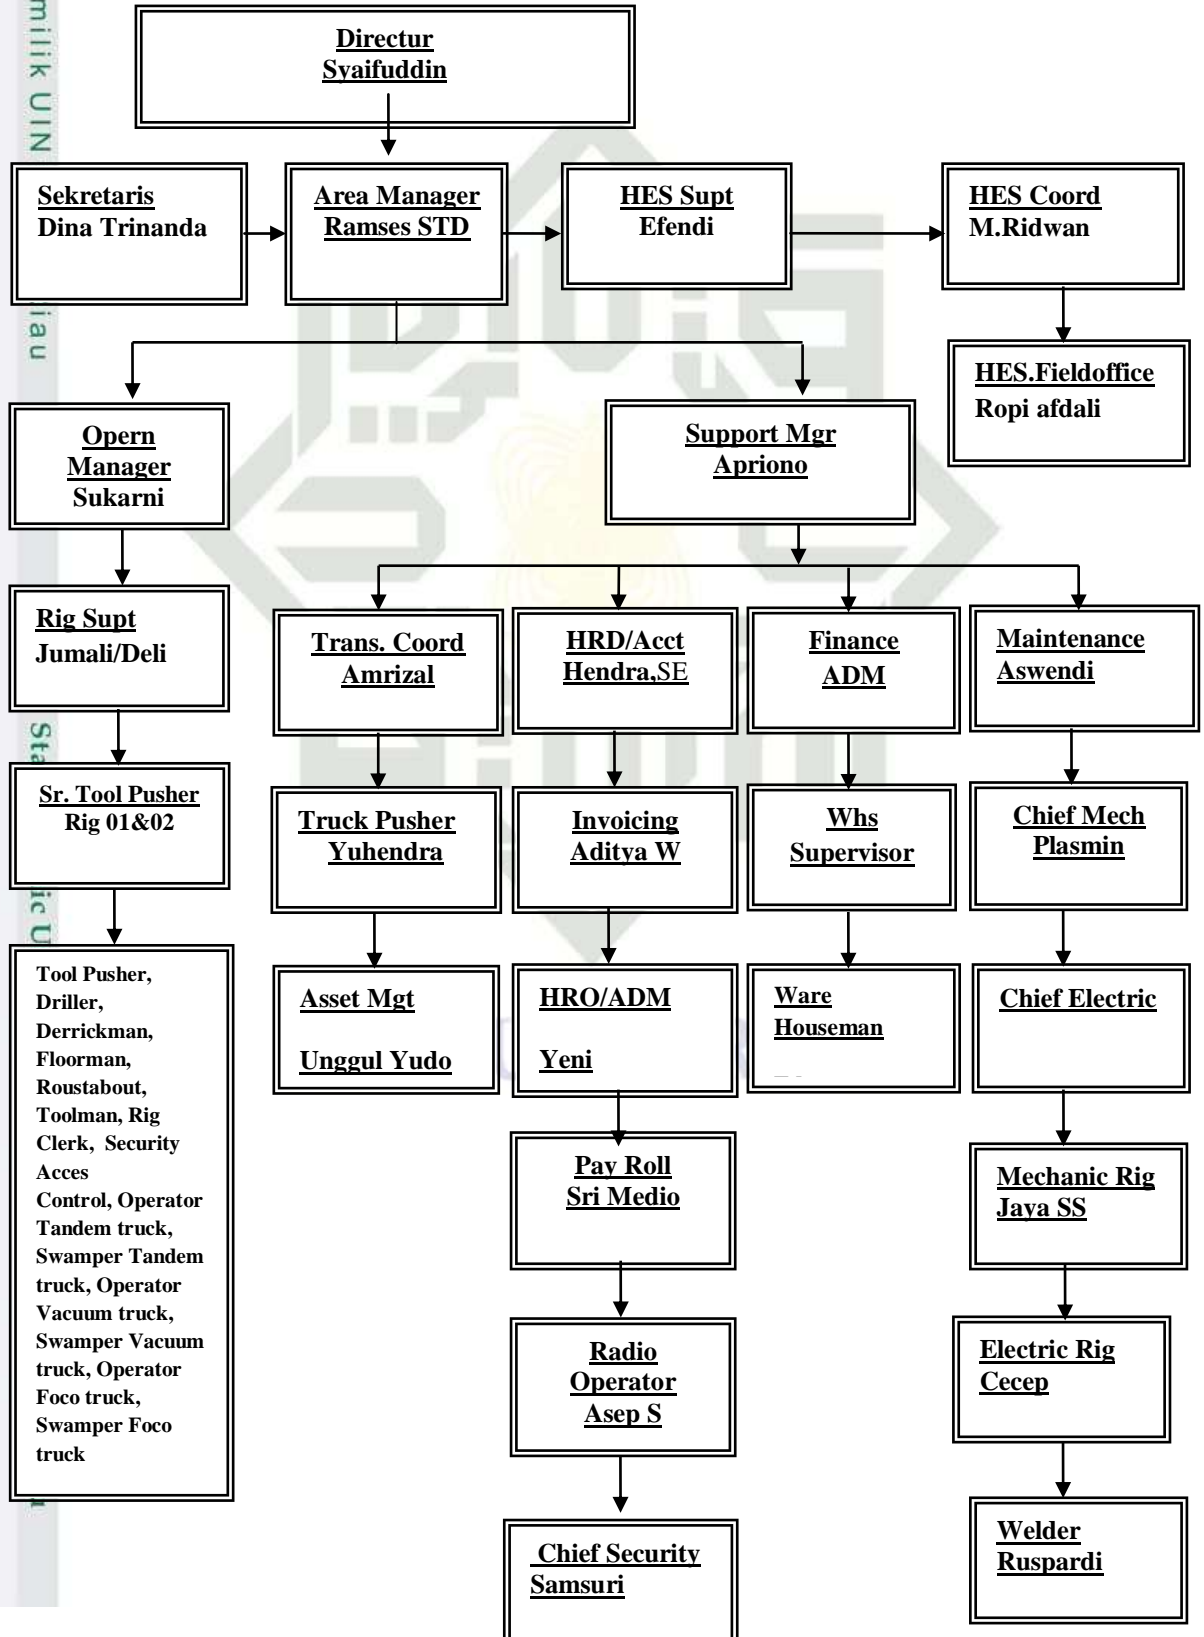 milik UIN
iau
Sta
ic U
Directur
Syaifuddin
Sekretaris
Dina Trinanda
Area Manager
Ramses STD
HES Supt
Efendi
HES Coord
M.Ridwan
HES.Fieldoffice
Ropi afdali
Opern
Manager
Sukarni
Support Mgr
Apriono
Rig Supt
Jumali/Deli
Trans. Coord
Amrizal
HRD/Acct
Hendra,SE
Finance
ADM
Maintenance
Aswendi
Sr. Tool Pusher
Rig 01&02
Truck Pusher
Yuhendra
Invoicing
Aditya W
Whs
Supervisor
Chief Mech
Plasmin
Tool Pusher,
Driller,
Derrickman,
Floorman,
Roustabout,
Toolman, Rig
Clerk, Security
Acces
Control, Operator
Tandem truck,
Swamper Tandem
truck, Operator
Vacuum truck,
Swamper Vacuum
truck, Operator
Foco truck,
Swamper Foco
truck
Asset Mgt
Unggul Yudo
HRO/ADM
Yeni
Ware
Houseman
Chief Electric
Pay Roll
Sri Medio
Mechanic Rig
Jaya SS
Radio
Operator
Asep S
Electric Rig
Cecep
Chief Security
Samsuri
Welder
Ruspardi